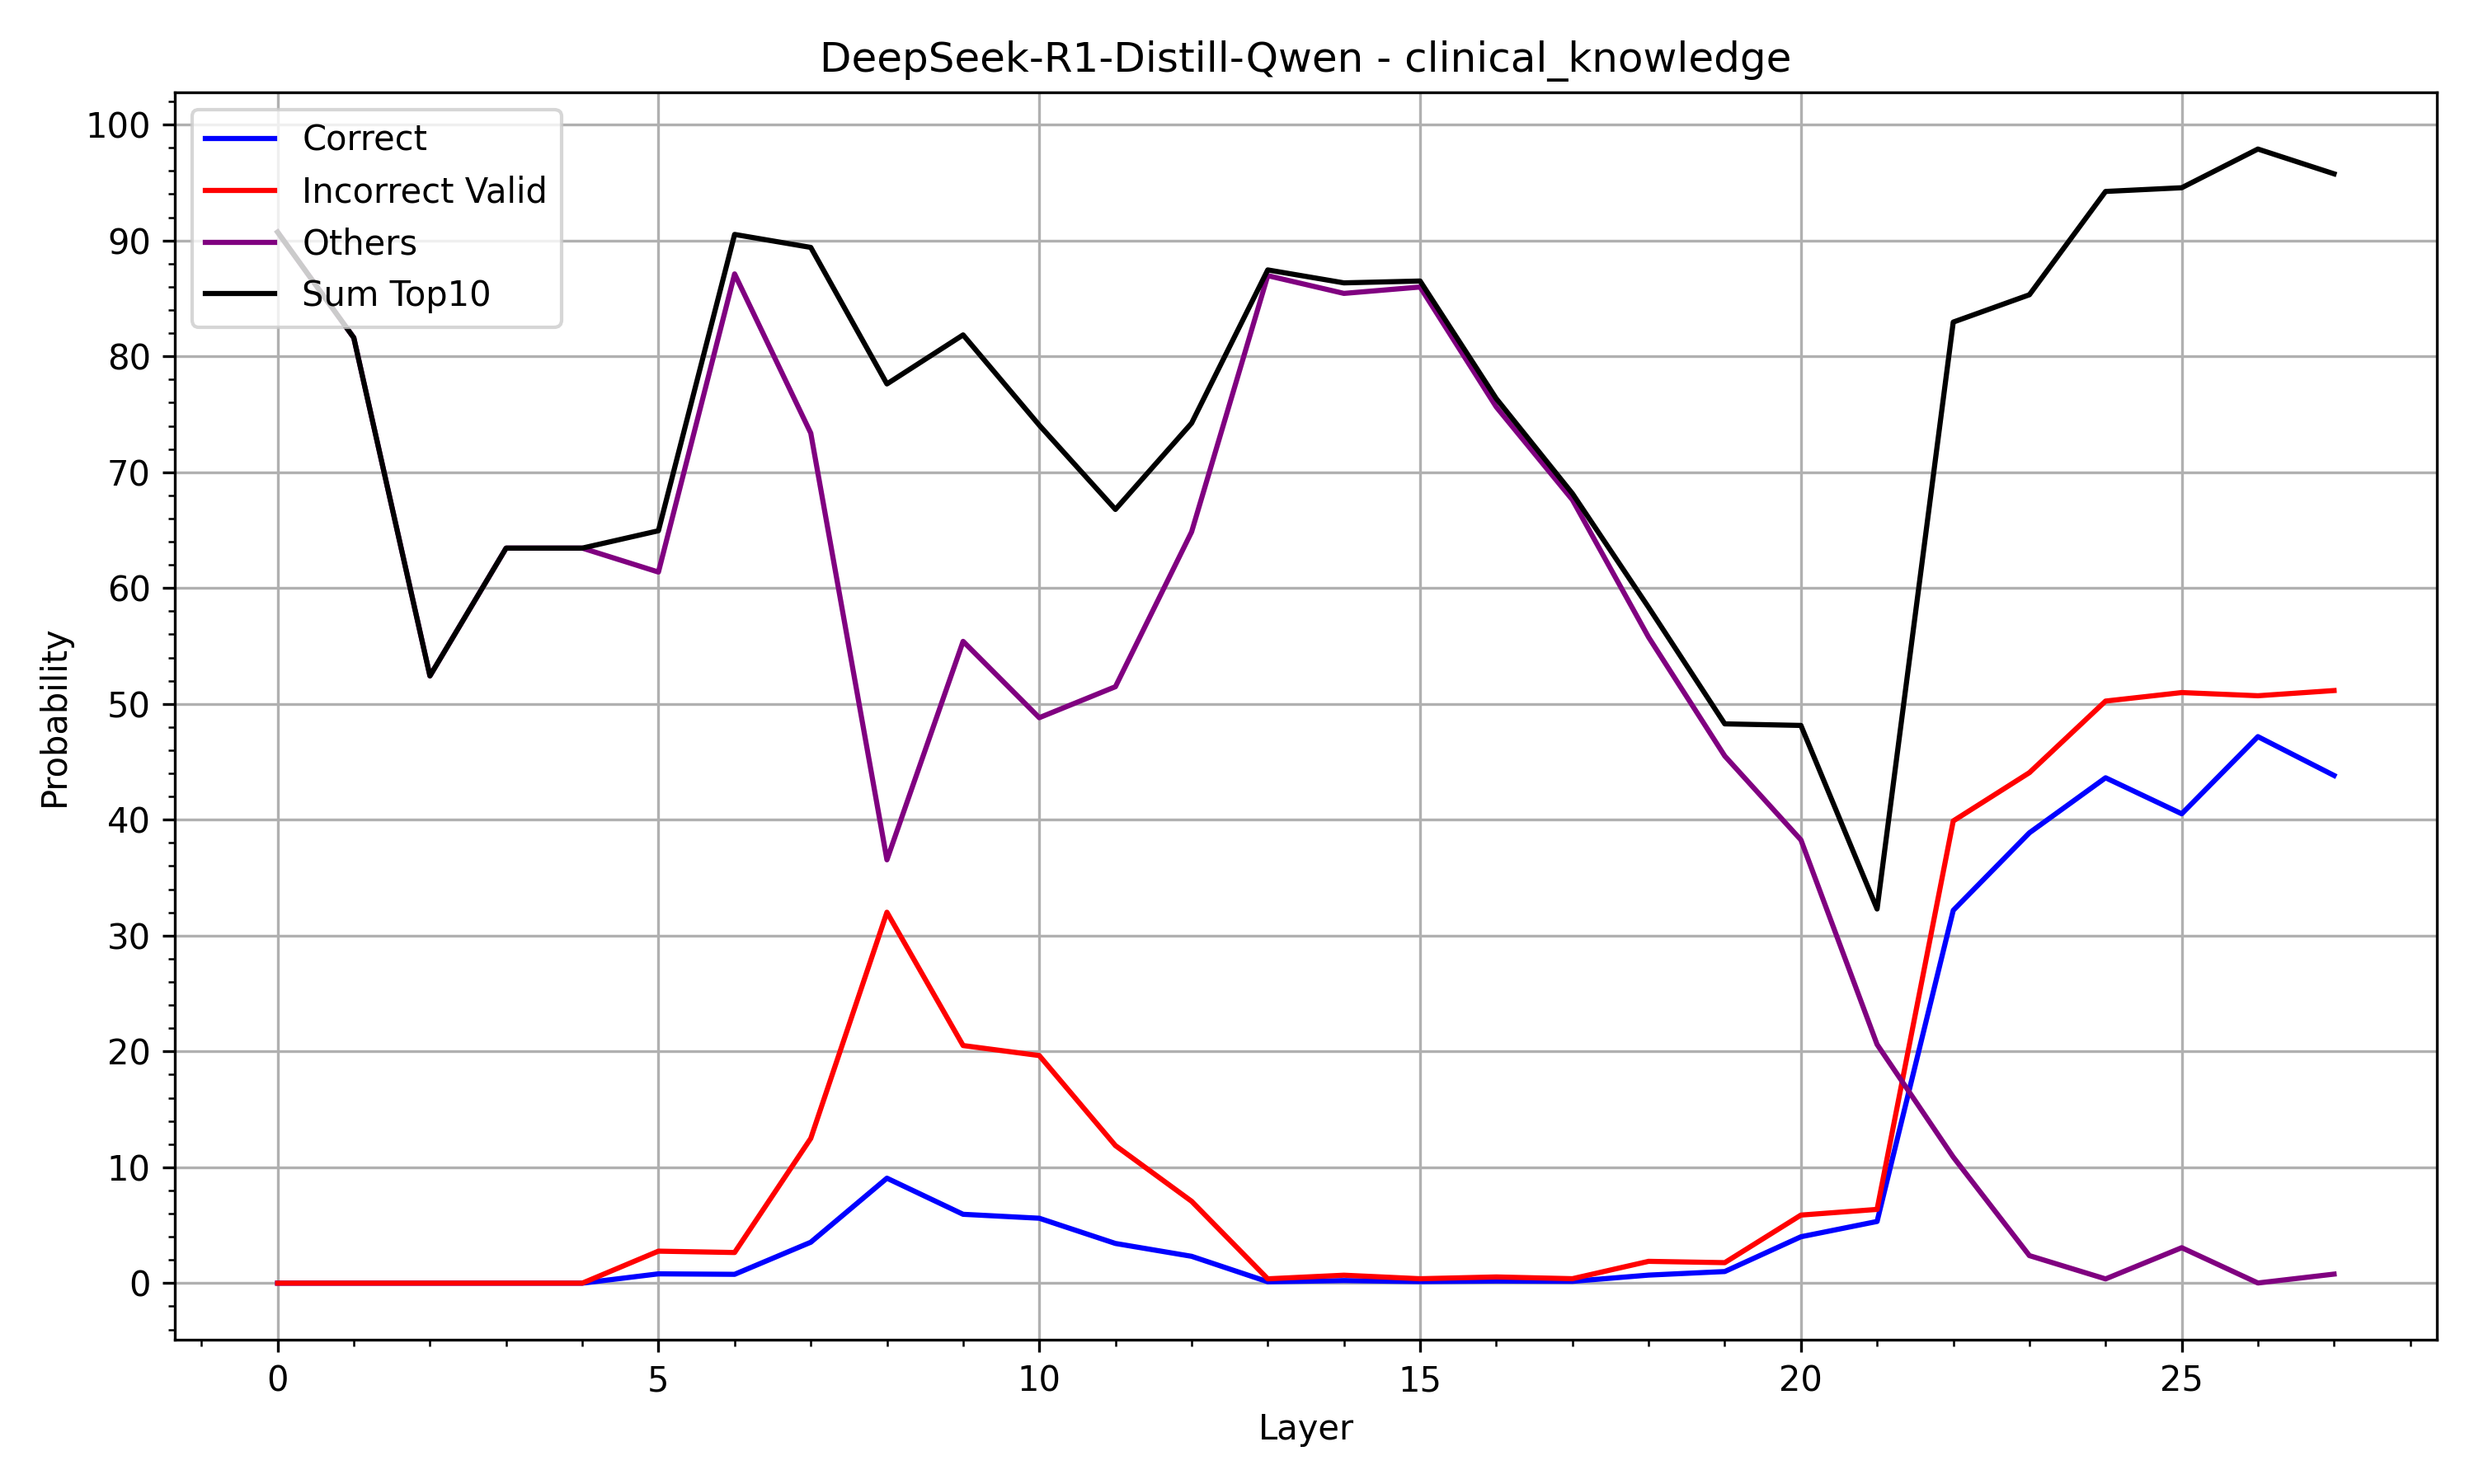 DeepSeek-R1-Distill-Qwen - clinical_knowledge
Correct
Incorrect Valid
Others
Sum Top10
Probability
100
90
80
70
60
50
40
30
20
10
0
0 5 10 15 20 25
Layer